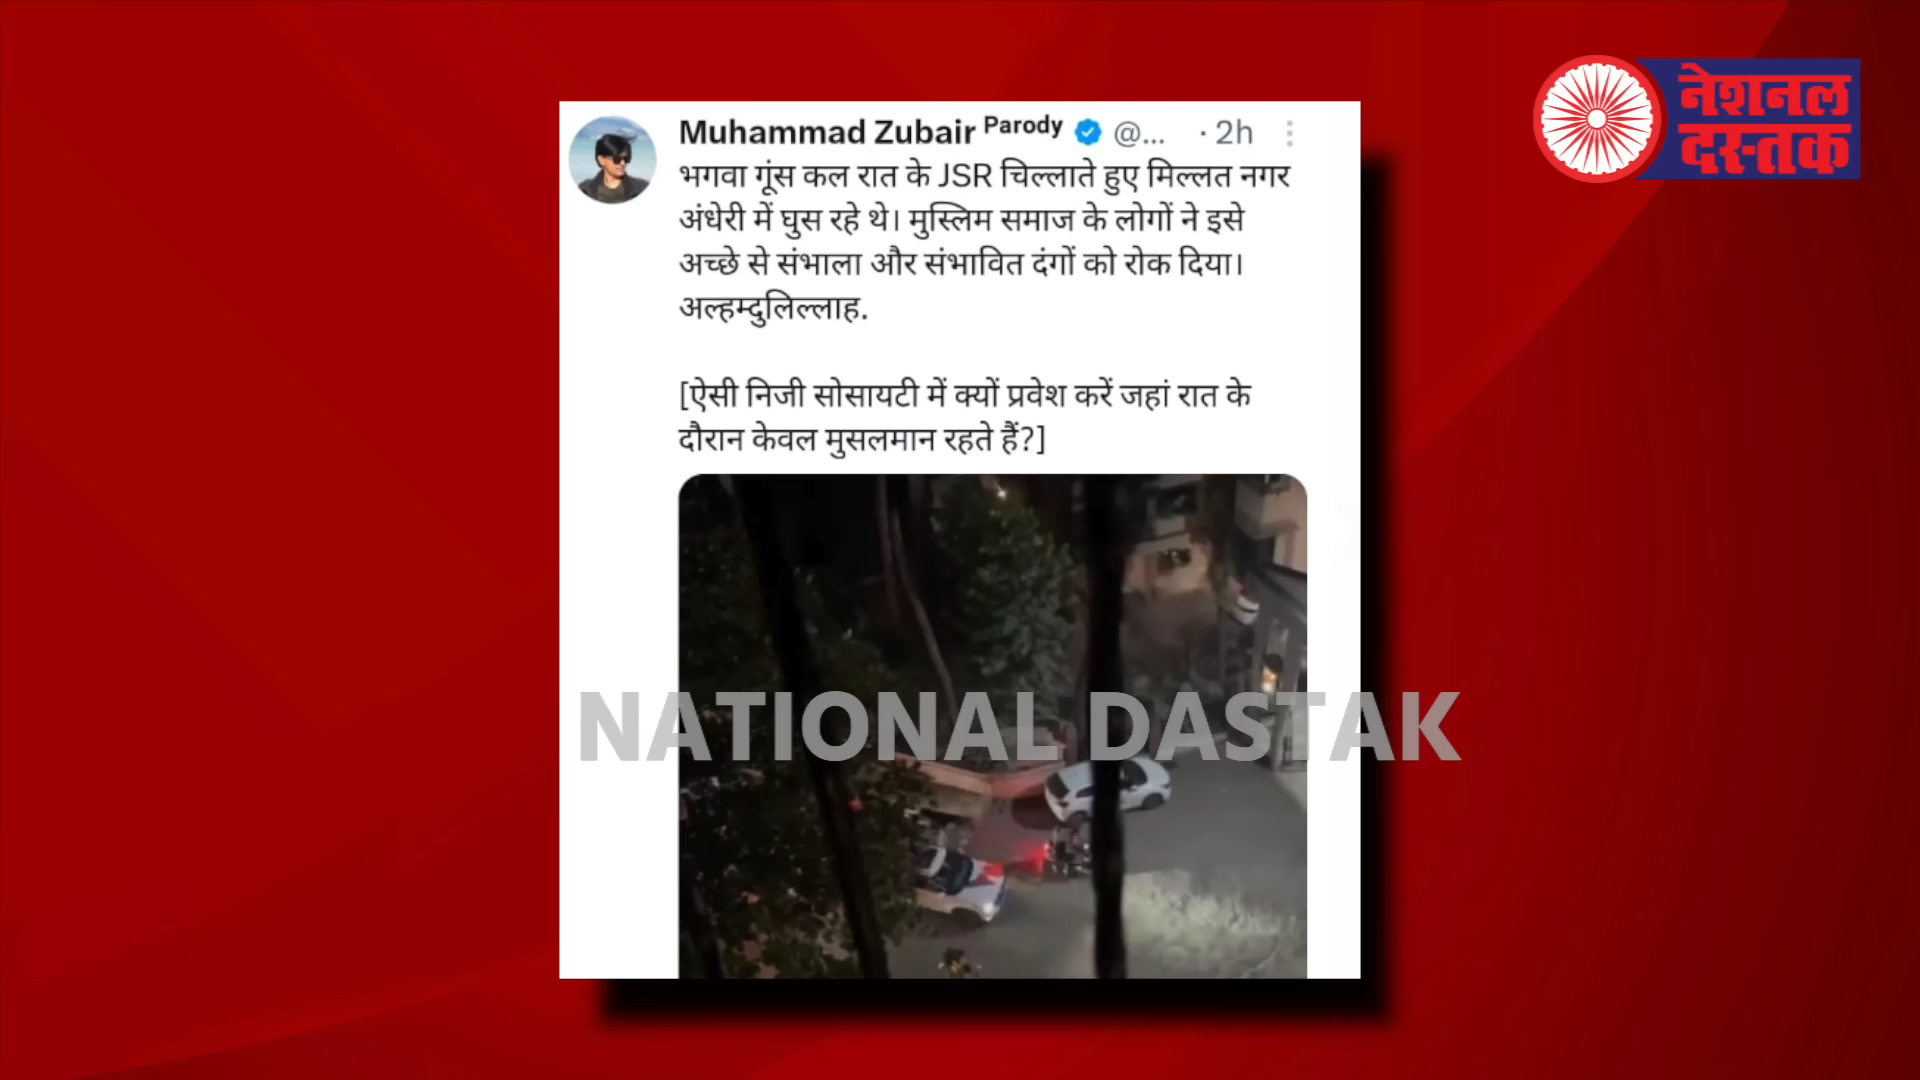 नेशनल
दस्तक
Muhammad Zubair Parody @... · 2h
भगवा गूंस कल रात के JSR चिल्लाते हुए मिल्लत नगर
अंधेरी में घुस रहे थे। मुस्लिम समाज के लोगों ने इसे
अच्छे से संभाला और संभावित दंगों को रोक दिया।
अल्हम्दुलिल्लाह.
[ऐसी निजी सोसायटी में क्यों प्रवेश करें जहां रात के
दौरान केवल मुसलमान रहते हैं?]
NATIONAL DASTAK